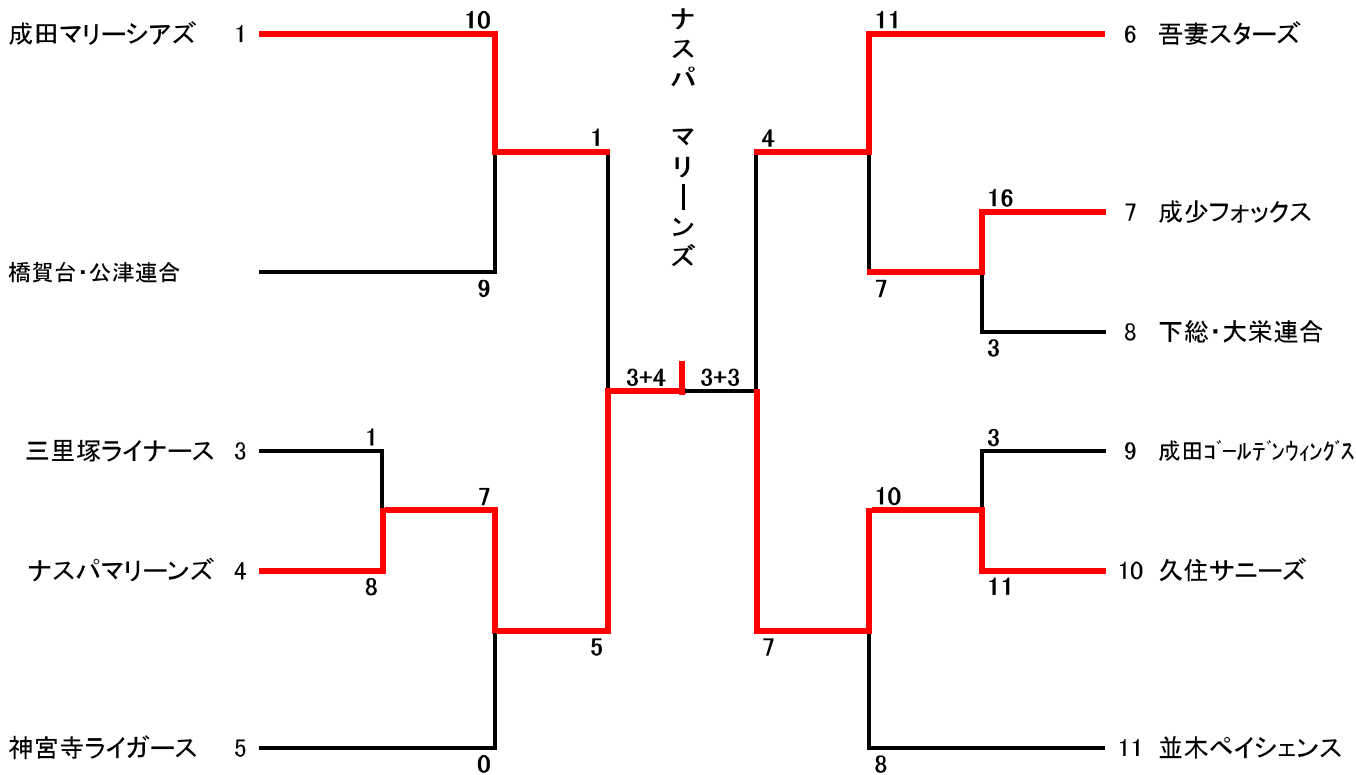 成田マリーシアズ 1
10
橋賀台・公津連合
9
1
三里塚ライナース 3
1
ナスパマリーンズ 4
8
7
神宮寺ライガース 5
0
5
ナスパ マリーンズ
3+4 3+3
11
6 吾妻スターズ
4
16
7 成少フォックス
7
8 下総・大栄連合
3
3
9 成田ｺﾞｰﾙﾃﾞﾝｳｨﾝｸﾞｽ
10
10 久住サニーズ
11
7
11 並木ペイシェンス
8